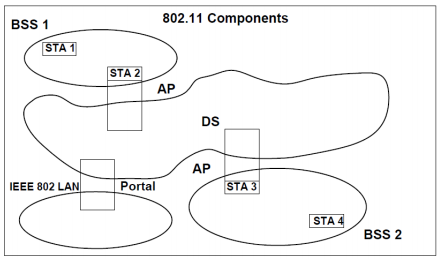 802.11 Components
BSS 1
STA 1
STA 2
AP
DS
AP
IEEE 802 LAN
Portal
STA 3
STA 4
BSS 2